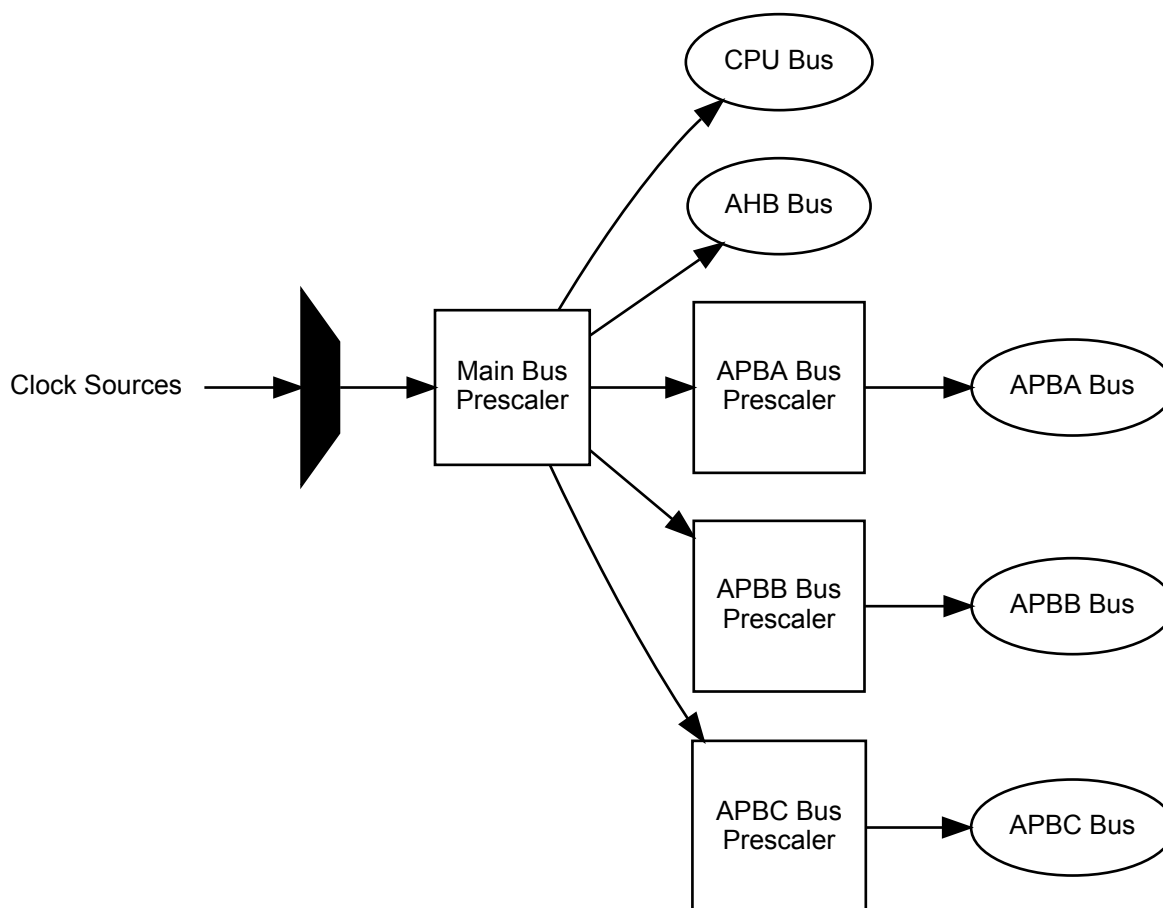 CPU Bus
AHB Bus
Clock Sources
Main Bus
Prescaler
APBA Bus
Prescaler
APBA Bus
APBB Bus
Prescaler
APBB Bus
APBC Bus
Prescaler
APBC Bus